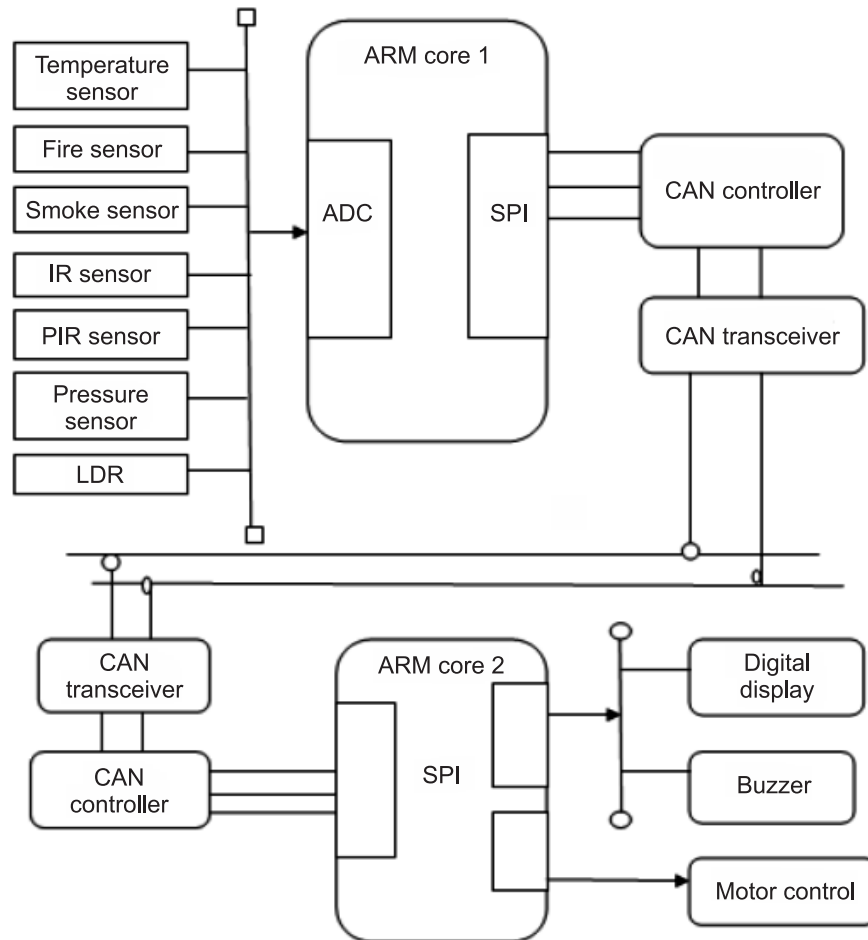 Temperature
sensor
Fire sensor
Smoke sensor
IR sensor
PIR sensor
Pressure
sensor
LDR
ARM core 1
ADC
SPI
CAN controller
CAN transceiver
CAN
transceiver
CAN
controller
ARM core 2
SPI
Digital
display
Buzzer
Motor control